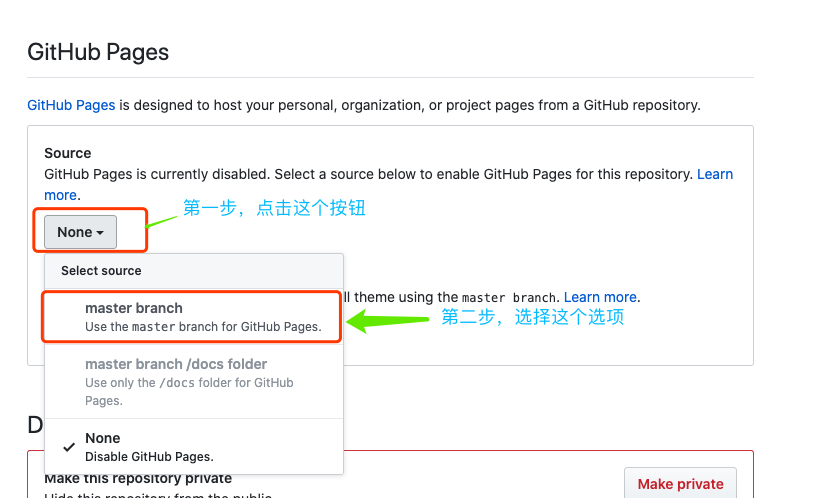 GitHub Pages
GitHub Pages is designed to host your personal, organization, or project pages from a GitHub repository.
Source
GitHub Pages is currently disabled. Select a source below to enable GitHub Pages for this repository. Learn
more.
第一步，点击这个按钮
None
Select source
ll theme using the master branch. Learn more.
master branch
Use the master branch for GitHub Pages.
第二步，选择这个选项
master branch /docs folder
Use only the /docs folder for GitHub
Pages.
D
None
Disable GitHub Pages.
Make this repository private
Make private
Hide this repository from the public.